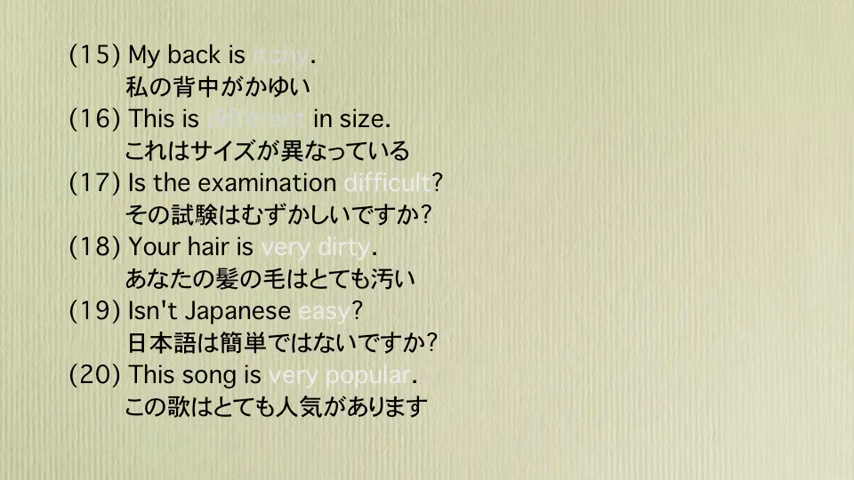 (15) My back is itchy.
私の背中がかゆい
(16) This is different in size.
これはサイズが異なっている
(17) Is the examination difficult?
その試験はむずかしいですか?
(18) Your hair is very dirty.
あなたの髪の毛はとても汚い
(19) Isn't Japanese easy?
日本語は簡単ではないですか?
(20) This song is very popular.
この歌はとても人気があります